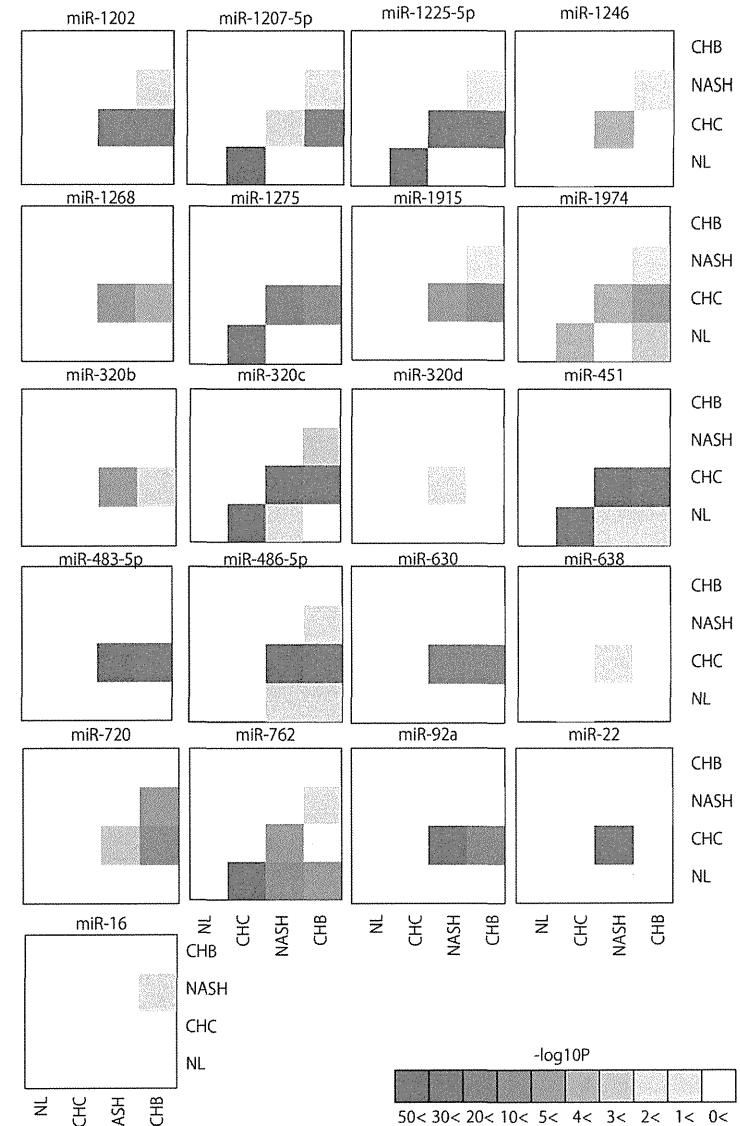 miR-1202 miR-1207-5p miR-1225-5p miR-1246
CHB
NASH
CHC
NL
miR-1268 miR-1275 miR-1915 miR-1974
CHB
NASH
CHC
NL
miR-320b miR-320c miR-320d miR-451
CHB
NASH
CHC
NL
miR-483-5p miR-486-5p miR-630 miR-638
CHB
NASH
CHC
NL
miR-720 miR-762 miR-92a miR-22
CHB
NASH
CHC
NL
NL CHC NASH CHB NL CHC NASH CHB NL CHC NASH CHB
miR-16
CHB
NASH
CHC
NL
NL CHC ASH CHB
-log10P
50< 30< 20< 10< 5< 4< 3< 2< 1< 0<